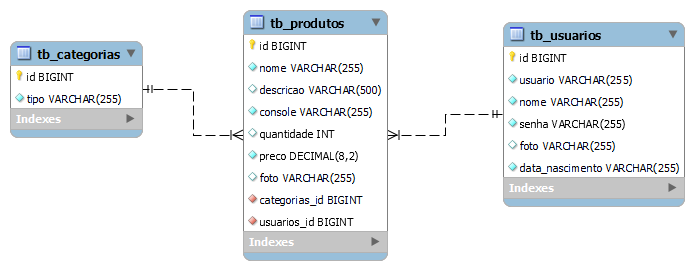 tb_categorias
id BIGINT
tipo VARCHAR(255)
Indexes
tb_produtos
id BIGINT
nome VARCHAR(255)
descricao VARCHAR(500)
console VARCHAR(255)
quantidade INT
preco DECIMAL(8,2)
foto VARCHAR(255)
categorias_id BIGINT
usuarios_id BIGINT
Indexes
tb_usuarios
id BIGINT
usuario VARCHAR(255)
nome VARCHAR(255)
senha VARCHAR(255)
foto VARCHAR(255)
data_nascimento VARCHAR(255)
Indexes